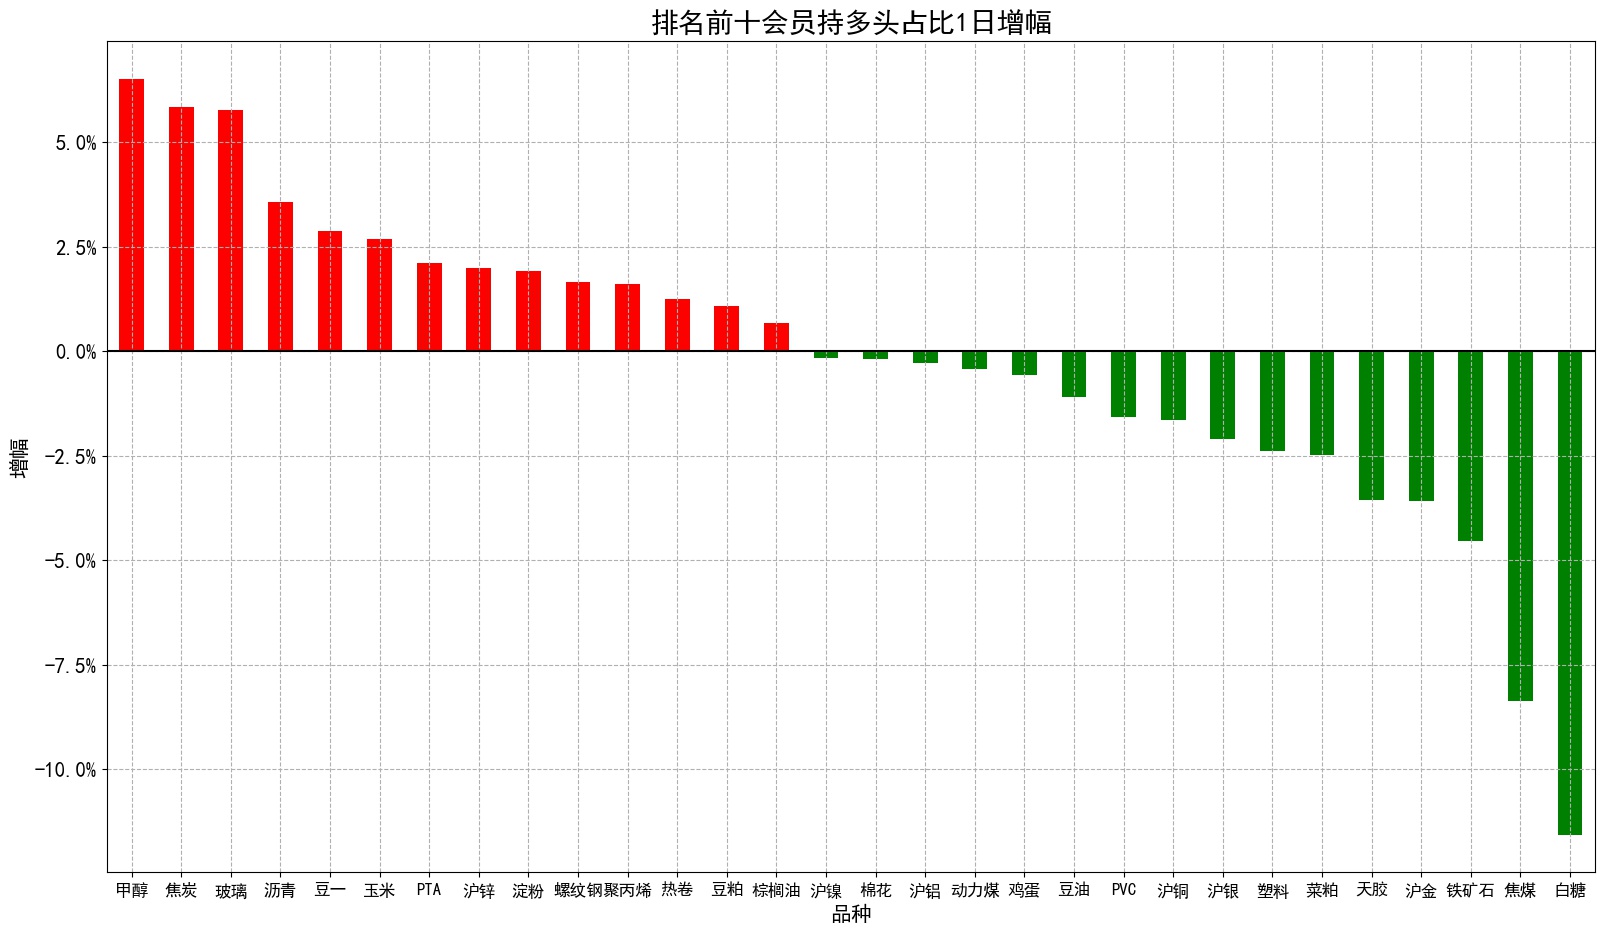 排名前十会员持多头占比1日增幅
增幅
5.0%
2.5%
0.0%
−2.5%
−5.0%
−7.5%
−10.0%
甲醇 焦炭 玻璃 沥青 豆一 玉米 PTA 沪锌 淀粉 螺纹钢 聚丙烯 热卷 豆粕 棕榈油 沪镍 棉花 沪铝 动力煤 鸡蛋 豆油 PVC 沪铜 沪银 塑料 菜粕 天胶 沪金 铁矿石 焦煤 白糖
品种